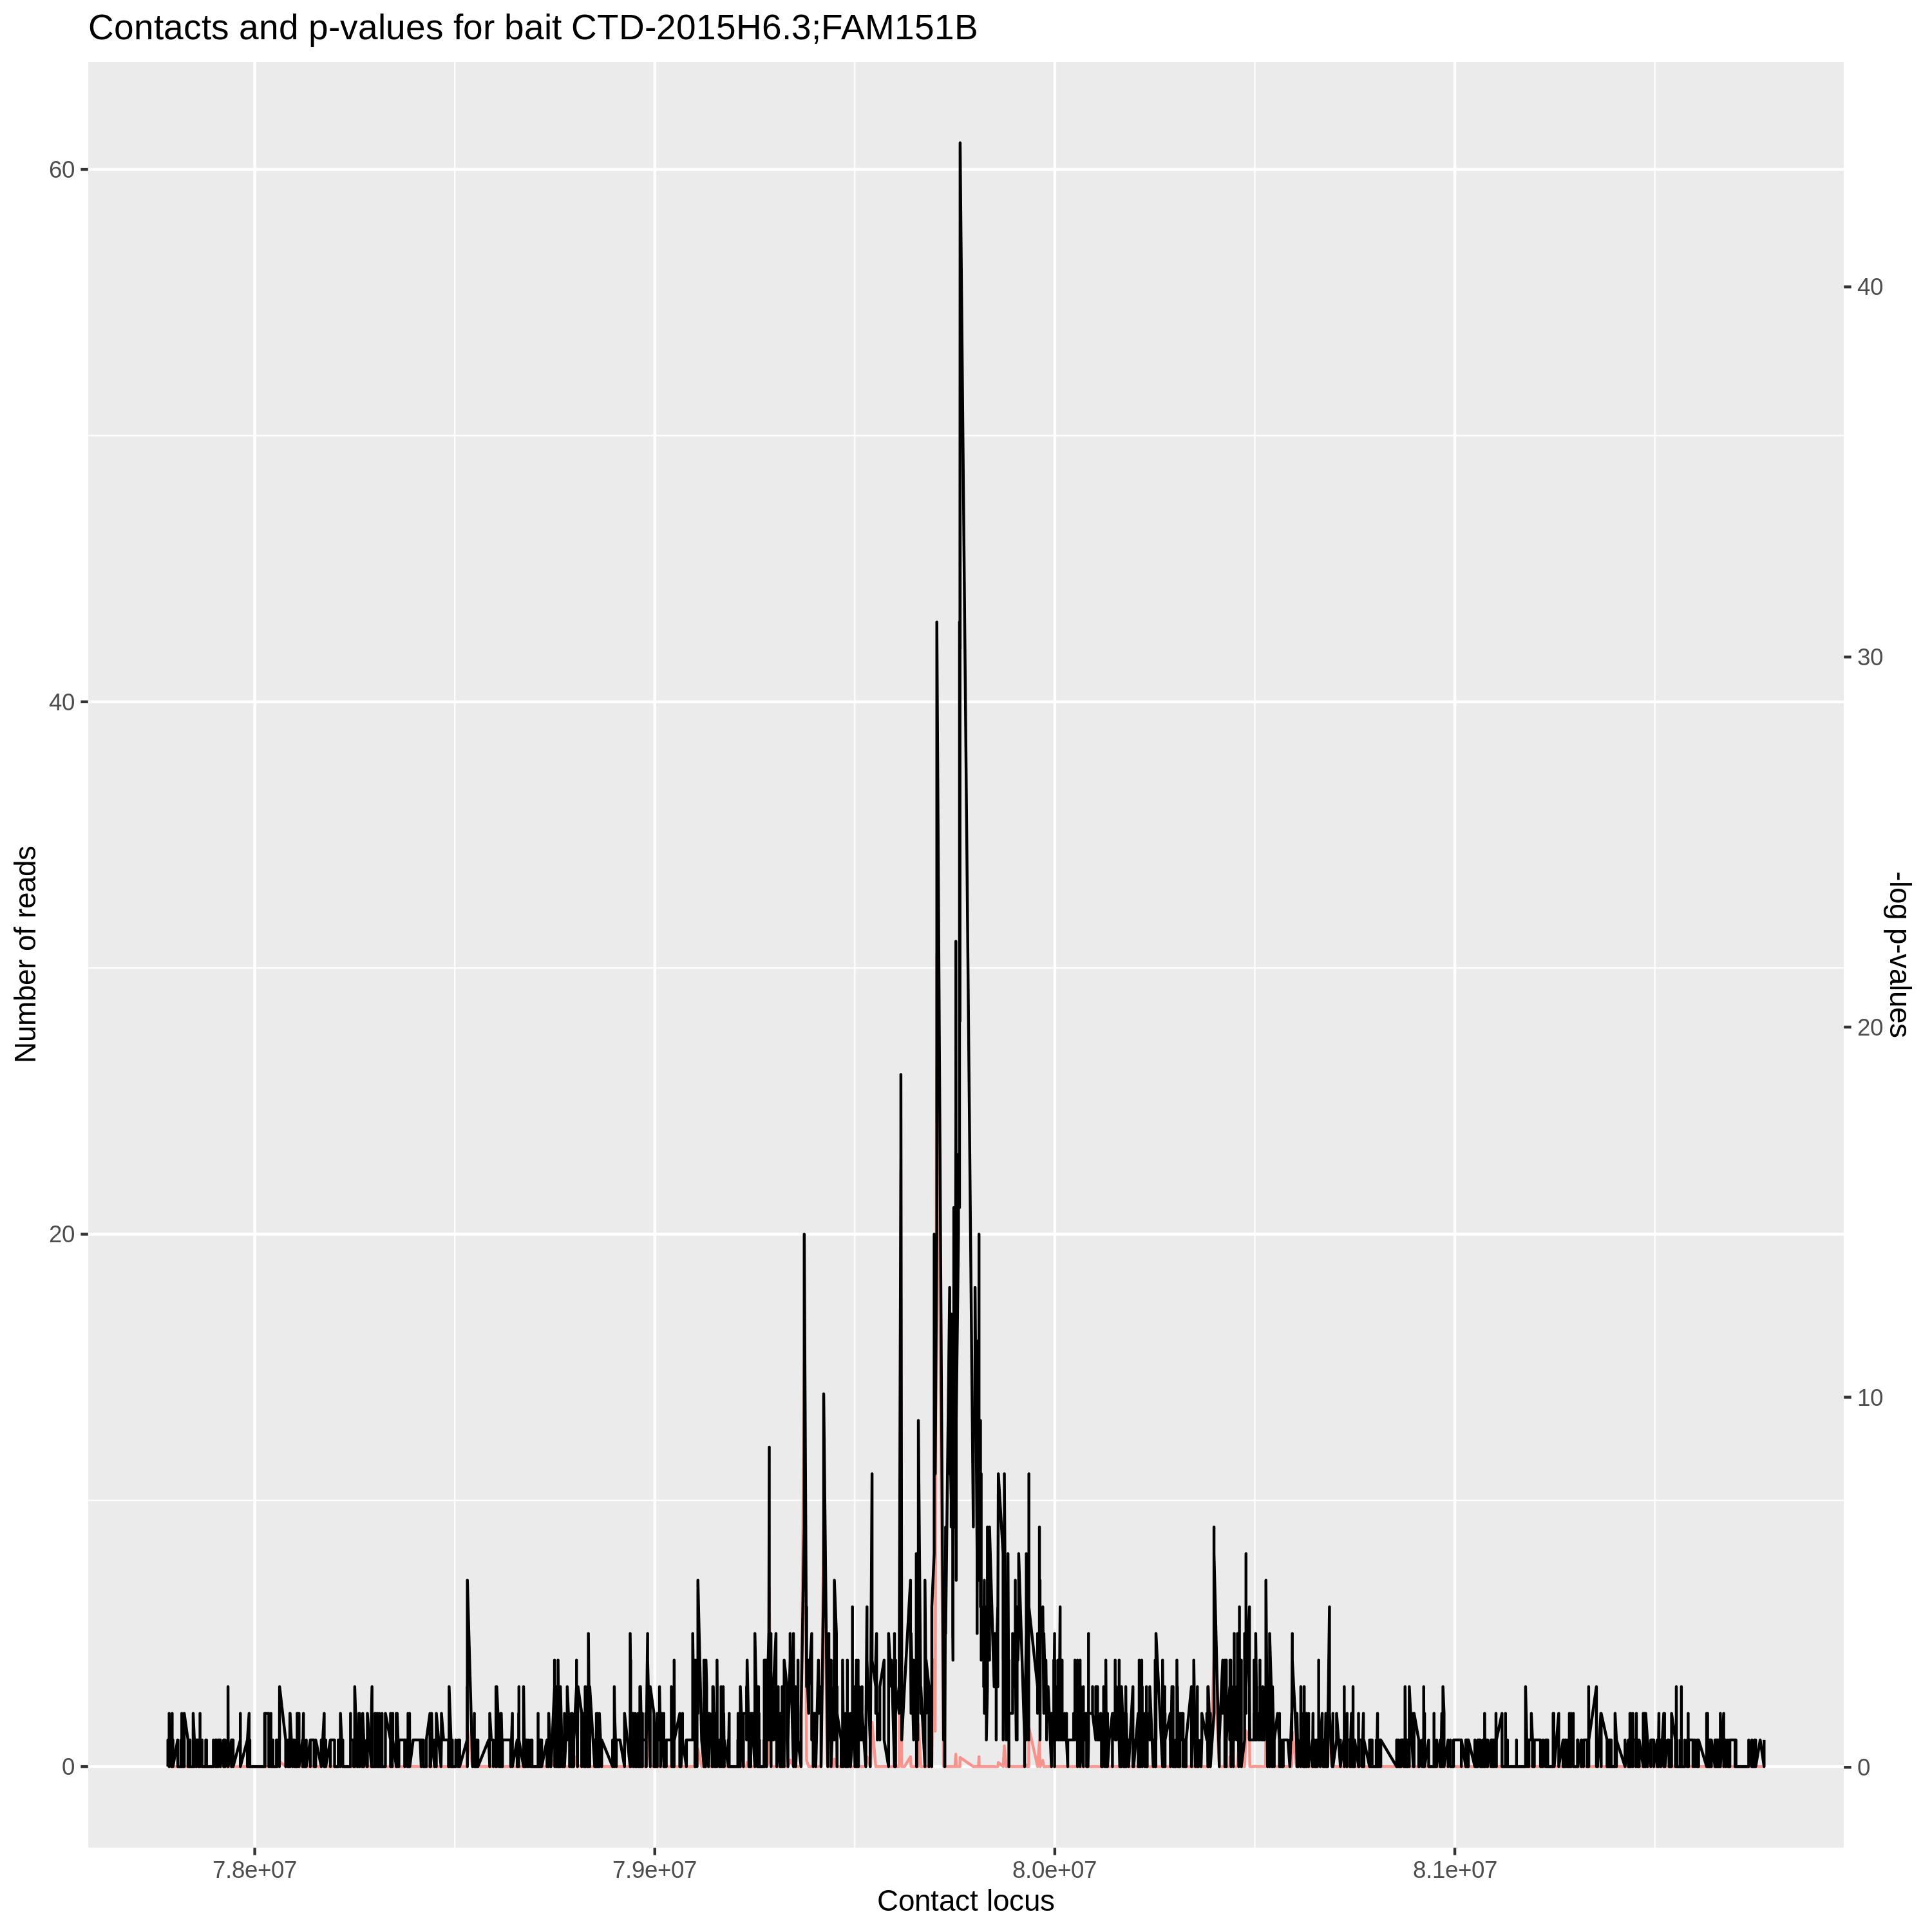 Contacts and p-values for bait CTD-2015H6.3;FAM151B
60
40
20
0
Number of reads
40
30
20
10
0
-log p-values
7.8e+07
7.9e+07
8.0e+07
8.1e+07
Contact locus